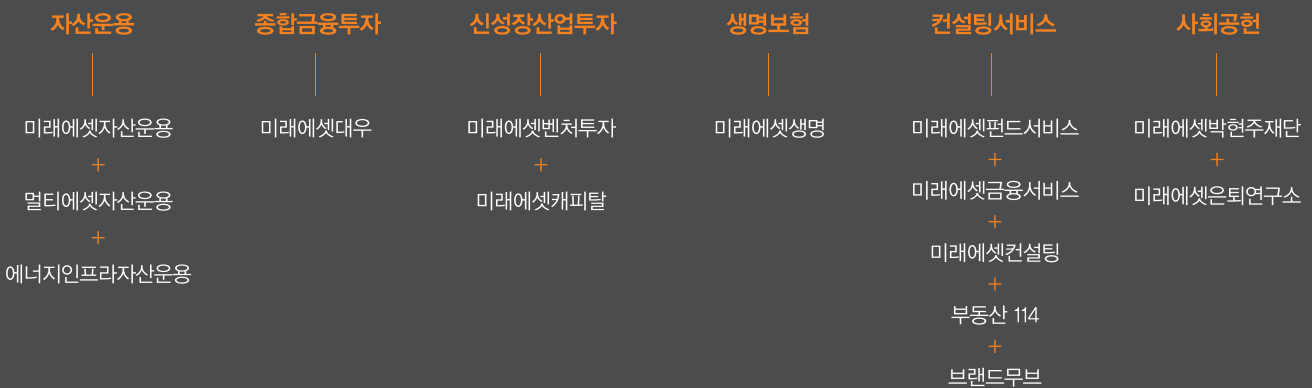 자산운용
미래에셋자산운용
+
멀티에셋자산운용
+
에너지인프라자산운용
종합금융투자
미래에셋대우
신성장산업투자
미래에셋벤처투자
+
미래에셋캐피탈
생명보험
미래에셋생명
컨설팅서비스
미래에셋펀드서비스
+
미래에셋금융서비스
+
미래에셋컨설팅
+
부동산 114
+
브랜드무브
사회공헌
미래에셋박현주재단
+
미래에셋은퇴연구소